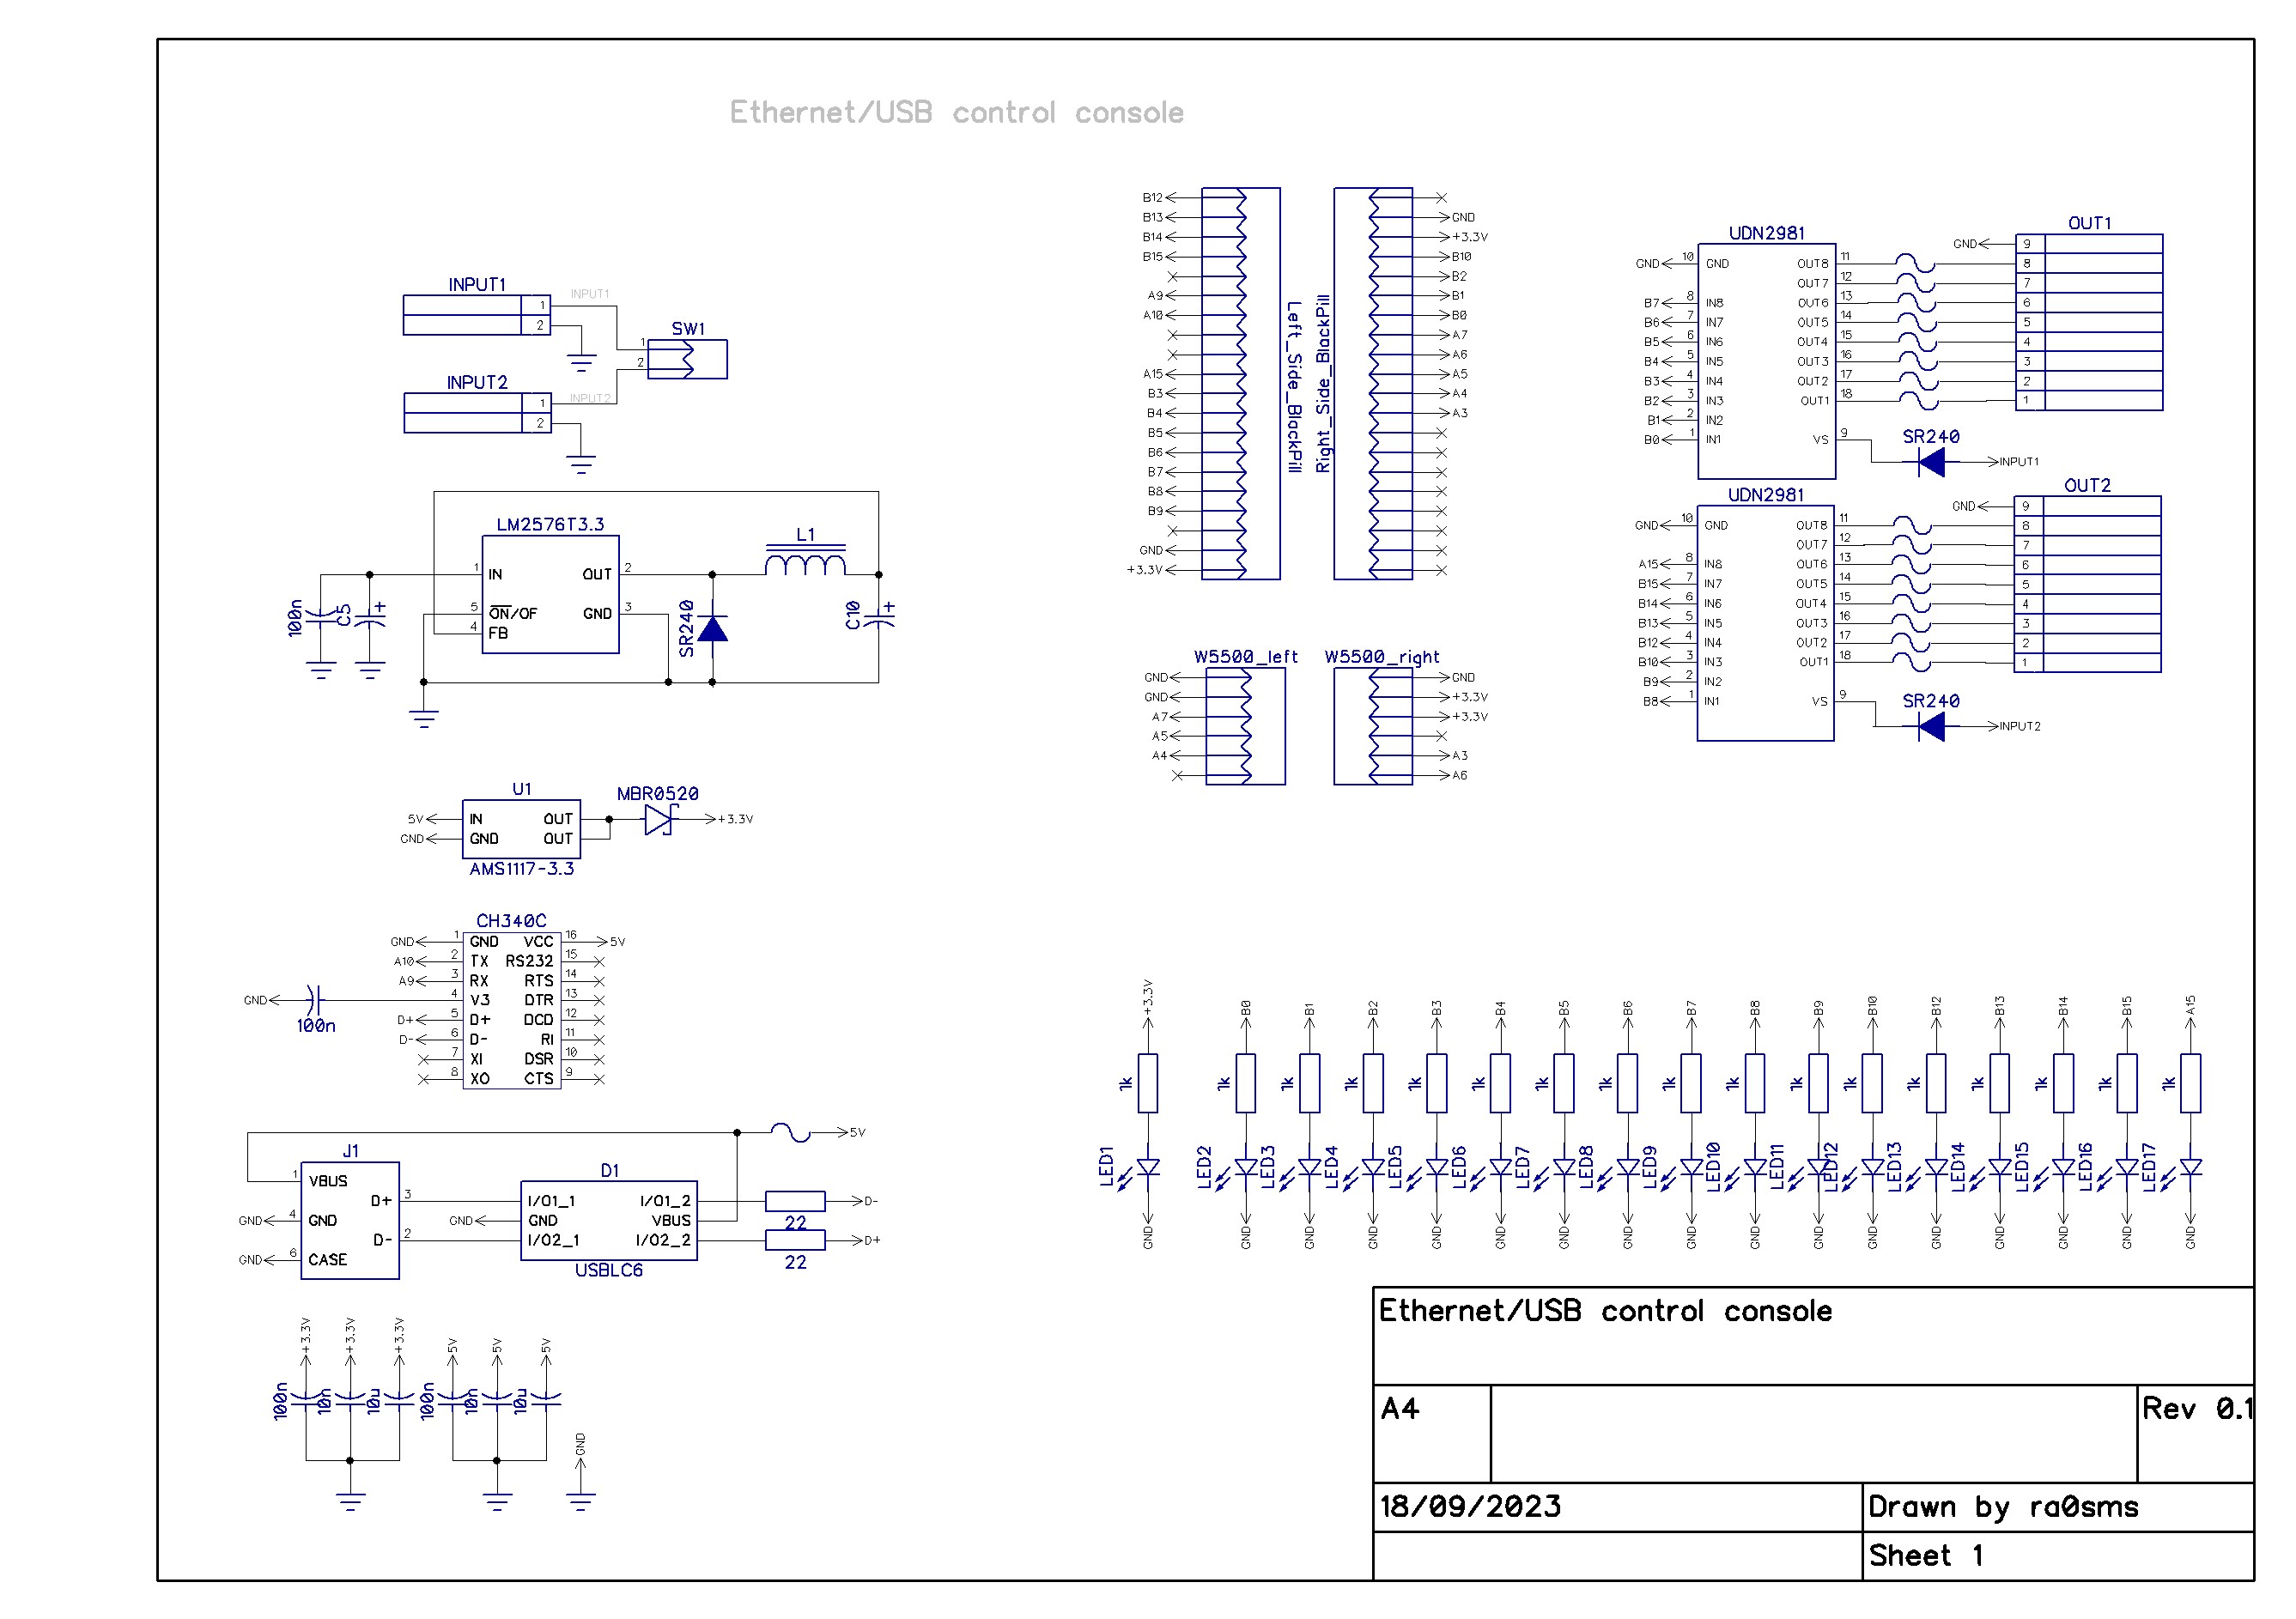 Ethernet/USB control console
INPUT1
INPUT1
1
2
SW1
1
2
INPUT2
INPUT2
1
2
LM2576T3.3
1 IN
OUT 2
5 ON/OF
GND 3
4 FB
100n
C5
SR240
L1
C10
U1
MBR0520
5V IN OUT +3.3V
GND GND OUT
AMS1117-3.3
CH340C
GND 1 GND VCC 16 5V
A10 2 TX RS232 15
A9 3 RX RTS 14
GND 4 V3 DTR 13
100n
D+ 5 D+ DCD 12
D- 6 D- RI 11
7 XI DSR 10
8 XO CTS 9
5V
J1
1 VBUS
D+ 3
GND 4 GND
D- 2
GND 6 CASE
D1
I/O1_1 I/O1_2
GND GND VBUS
I/O2_1 I/O2_2
USBLC6
22 D-
22 D+
+3.3V +3.3V +3.3V 5V 5V 5V
100n 10n 10u 100n 10n 10u
GND
Left_Side_BlackPill
B12
B13
B14
B15
A9
A10
A15
B3
B4
B5
B6
B7
B8
B9
GND
+3.3V
Right_Side_BlackPill
GND
+3.3V
B10
B2
B1
B0
A7
A6
A5
A4
A3
W5500_left
GND
GND
A7
A5
A4
W5500_right
GND
+3.3V
+3.3V
A3
A6
UDN2981
GND 10 GND OUT8 11
OUT7 12
B7 8 IN8 OUT6 13
B6 7 IN7 OUT5 14
B5 6 IN6 OUT4 15
B4 5 IN5 OUT3 16
B3 4 IN4 OUT2 17
B2 3 IN3 OUT1 18
B1 2 IN2
B0 1 IN1 VS 9
SR240
INPUT1
OUT1
GND 9
8
7
6
5
4
3
2
1
UDN2981
GND 10 GND OUT8 11
OUT7 12
A15 8 IN8 OUT6 13
B15 7 IN7 OUT5 14
B14 6 IN6 OUT4 15
B13 5 IN5 OUT3 16
B12 4 IN4 OUT2 17
B10 3 IN3 OUT1 18
B9 2 IN2
B8 1 IN1 VS 9
SR240
INPUT2
OUT2
GND 9
8
7
6
5
4
3
2
1
+3.3V B0 B1 B2 B3 B4 B5 B6 B7 B8 B9 B10 B12 B13 B14 B15 A15
1k 1k 1k 1k 1k 1k 1k 1k 1k 1k 1k 1k 1k 1k 1k 1k 1k
LED1 LED2 LED3 LED4 LED5 LED6 LED7 LED8 LED9 LED10 LED11 LED12 LED13 LED14 LED15 LED16 LED17
GND GND GND GND GND GND GND GND GND GND GND GND GND GND GND GND GND
Ethernet/USB control console
A4
Rev 0.1
18/09/2023
Drawn by ra0sms
Sheet 1